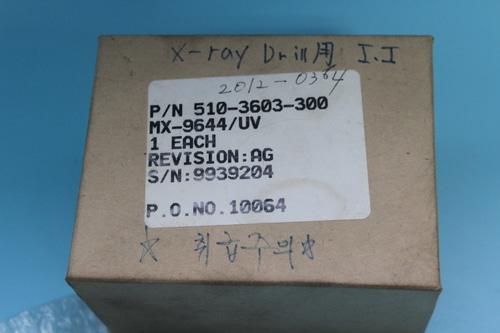 X-ray Drill用 I.I
2012-0364
P/N 510-3603-300
MX-9644/UV
1 EACH
REVISION:AG
S/N:9939204
P.O.NO.10064
☆ 취급주의 ☆